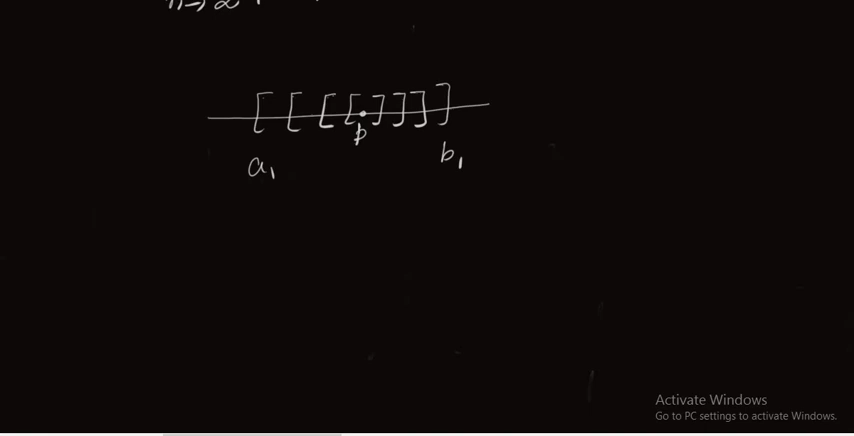 n→∞
[ [ [ [ ] ] ] ]
p
a₁ b₁
Activate Windows
Go to PC settings to activate Windows.